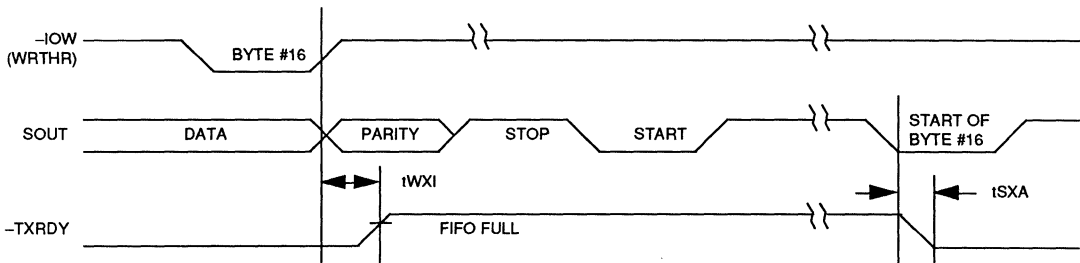 –IOW
(WRTHR)
BYTE #16
SOUT
DATA
PARITY
STOP
START
START OF
BYTE #16
tWXI
tSXA
–TXRDY
FIFO FULL